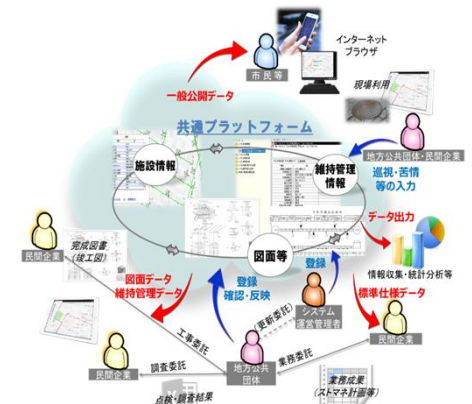 インターネット
ブラウザ
市民等
現場利用
一般公開データ
共通プラットフォーム
施設情報
維持管理
情報
地方公共団体・民間企業
巡視・苦情
等の入力
データ出力
図面等
完成図書
(竣工図)
民間企業
図面データ
維持管理データ
登録
確認・反映
登録
情報収集・統計分析等
標準仕様データ
システム
運営管理者
(更新委託)
工事委託
民間企業
調査委託
民間企業
地方公共
団体
業務委託
点検・調査結果
業務成果
(ストマネ計画等)